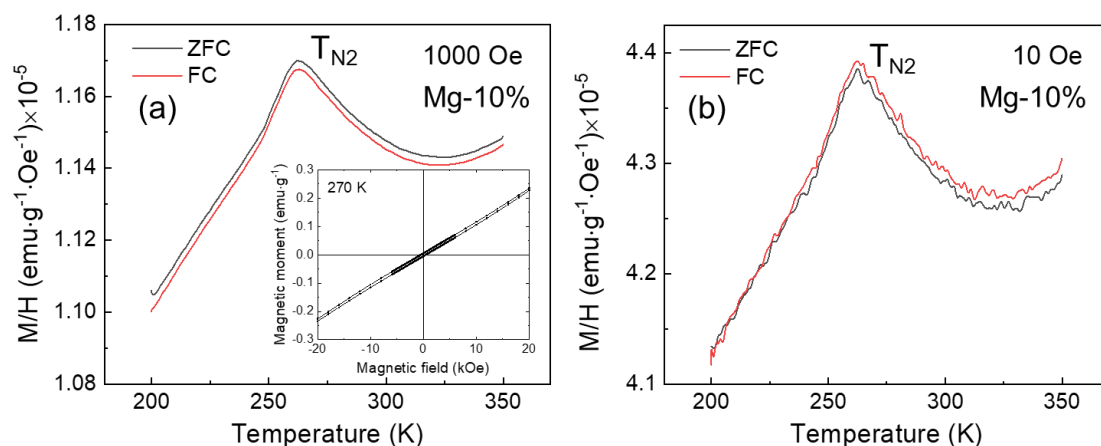 ZFC
FC
T_N2
1000 Oe
Mg-10%
(a)
M/H (emu·g⁻¹·Oe⁻¹)×10⁻⁵
1.18
1.16
1.14
1.12
1.10
1.08
200 250 300 350
Temperature (K)
270 K
Magnetic moment (emu·g⁻¹)
0.3
0.2
0.1
0.0
-0.1
-0.2
-0.3
-20 -10 0 10 20
Magnetic field (kOe)
ZFC
FC
T_N2
10 Oe
Mg-10%
(b)
M/H (emu·g⁻¹·Oe⁻¹)×10⁻⁵
4.4
4.3
4.2
4.1
200 250 300 350
Temperature (K)